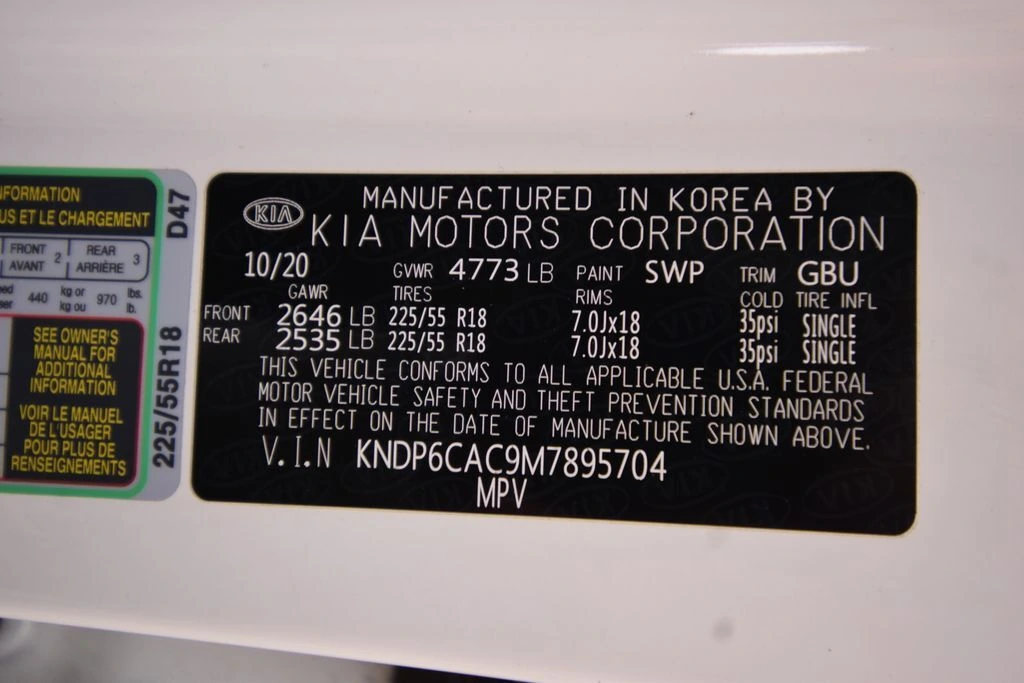 NFORMATION
US ET LE CHARGEMENT
FRONT 2 REAR 3
AVANT ARRIÈRE
440 kg or 970 lbs.
kg ou lb.
SEE OWNER'S
MANUAL FOR
ADDITIONAL
INFORMATION
VOIR LE MANUEL
DE L'USAGER
POUR PLUS DE
RENSEIGNEMENTS
225/55R18 D47
KIA
MANUFACTURED IN KOREA BY
KIA MOTORS CORPORATION
10/20 GVWR 4773 LB PAINT SWP TRIM GBU
GAWR TIRES RIMS COLD TIRE INFL
FRONT 2646 LB 225/55 R18 7.0Jx18 35psi SINGLE
REAR 2535 LB 225/55 R18 7.0Jx18 35psi SINGLE
THIS VEHICLE CONFORMS TO ALL APPLICABLE U.S.A. FEDERAL
MOTOR VEHICLE SAFETY AND THEFT PREVENTION STANDARDS
IN EFFECT ON THE DATE OF MANUFACTURE SHOWN ABOVE.
V.I.N KNDP6CAC9M7895704
MPV